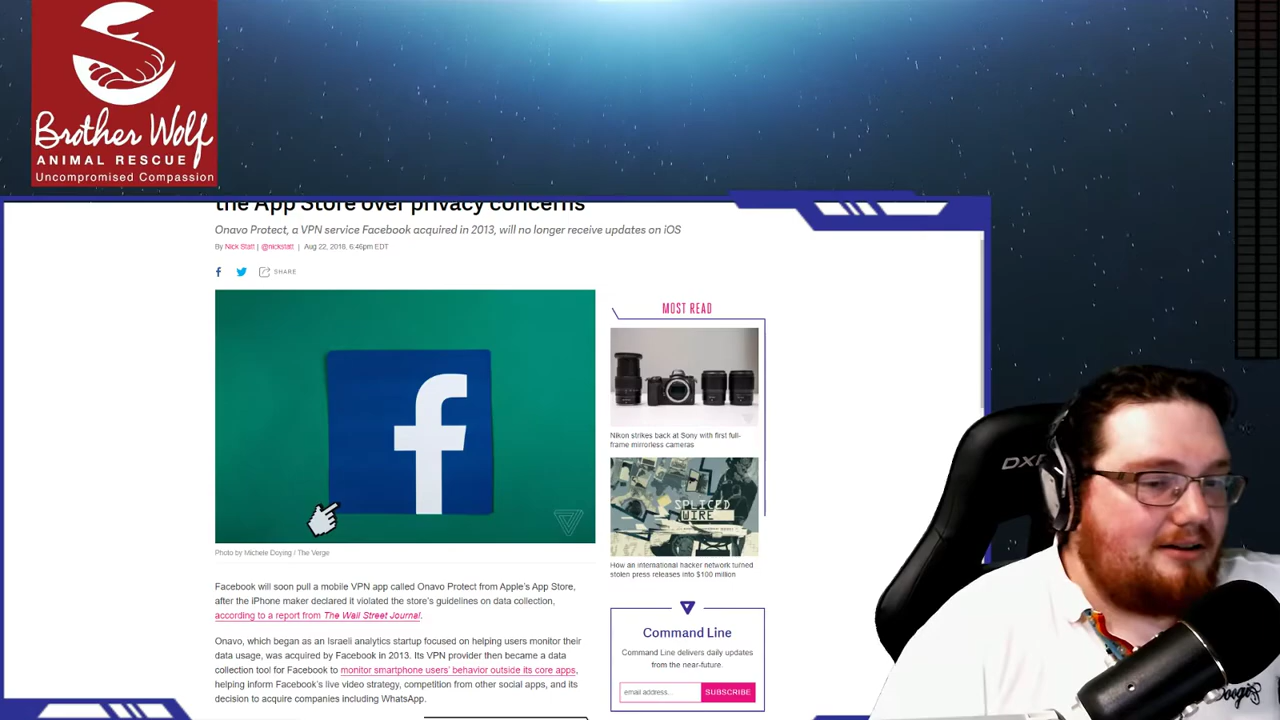 Brother Wolf
ANIMAL RESCUE
Uncompromised Compassion
the App Store over privacy concerns
Onavo Protect, a VPN service Facebook acquired in 2013, will no longer receive updates on iOS
By Nick Statt | @nickstatt | Aug 22, 2018, 6:46pm EDT
SHARE
Photo by Michele Doying / The Verge
Facebook will soon pull a mobile VPN app called Onavo Protect from Apple's App Store,
after the iPhone maker declared it violated the store's guidelines on data collection,
according to a report from The Wall Street Journal.
Onavo, which began as an Israeli analytics startup focused on helping users monitor their
data usage, was acquired by Facebook in 2013. Its VPN provider then became a data
collection tool for Facebook to monitor smartphone users' behavior outside its core apps,
helping inform Facebook's live video strategy, competition from other social apps, and its
decision to acquire companies including WhatsApp.
MOST READ
Nikon strikes back at Sony with first full-
frame mirrorless cameras
SPLICED
WIRE
How an international hacker network turned
stolen press releases into $100 million
Command Line
Command Line delivers daily updates
from the near-future.
email address...
SUBSCRIBE